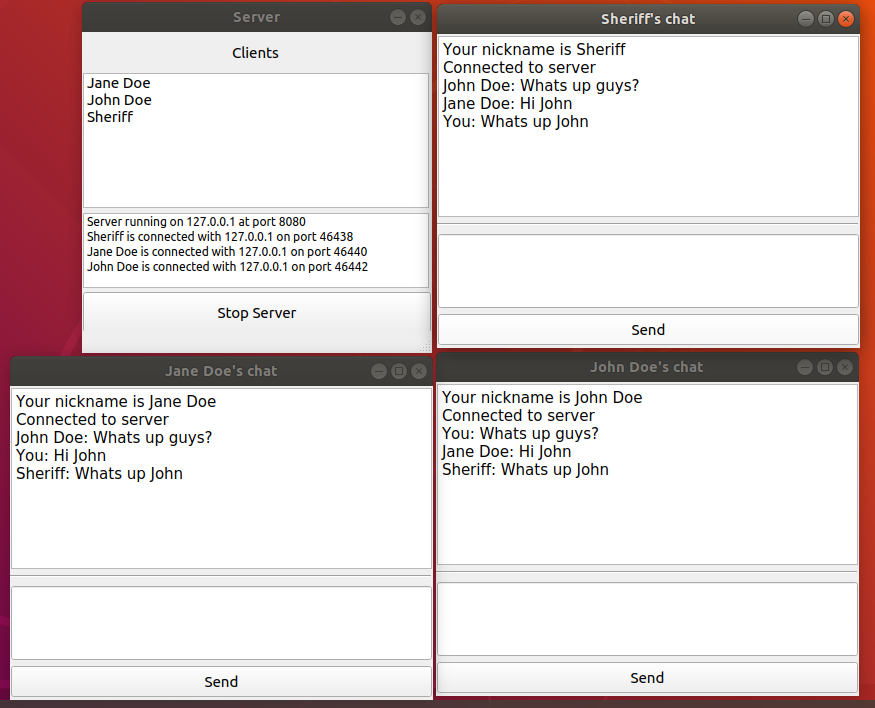 Server
Clients
Jane Doe
John Doe
Sheriff
Server running on 127.0.0.1 at port 8080
Sheriff is connected with 127.0.0.1 on port 46438
Jane Doe is connected with 127.0.0.1 on port 46440
John Doe is connected with 127.0.0.1 on port 46442
Stop Server
Sheriff's chat
Your nickname is Sheriff
Connected to server
John Doe: Whats up guys?
Jane Doe: Hi John
You: Whats up John
Send
Jane Doe's chat
Your nickname is Jane Doe
Connected to server
John Doe: Whats up guys?
You: Hi John
Sheriff: Whats up John
Send
John Doe's chat
Your nickname is John Doe
Connected to server
You: Whats up guys?
Jane Doe: Hi John
Sheriff: Whats up John
Send